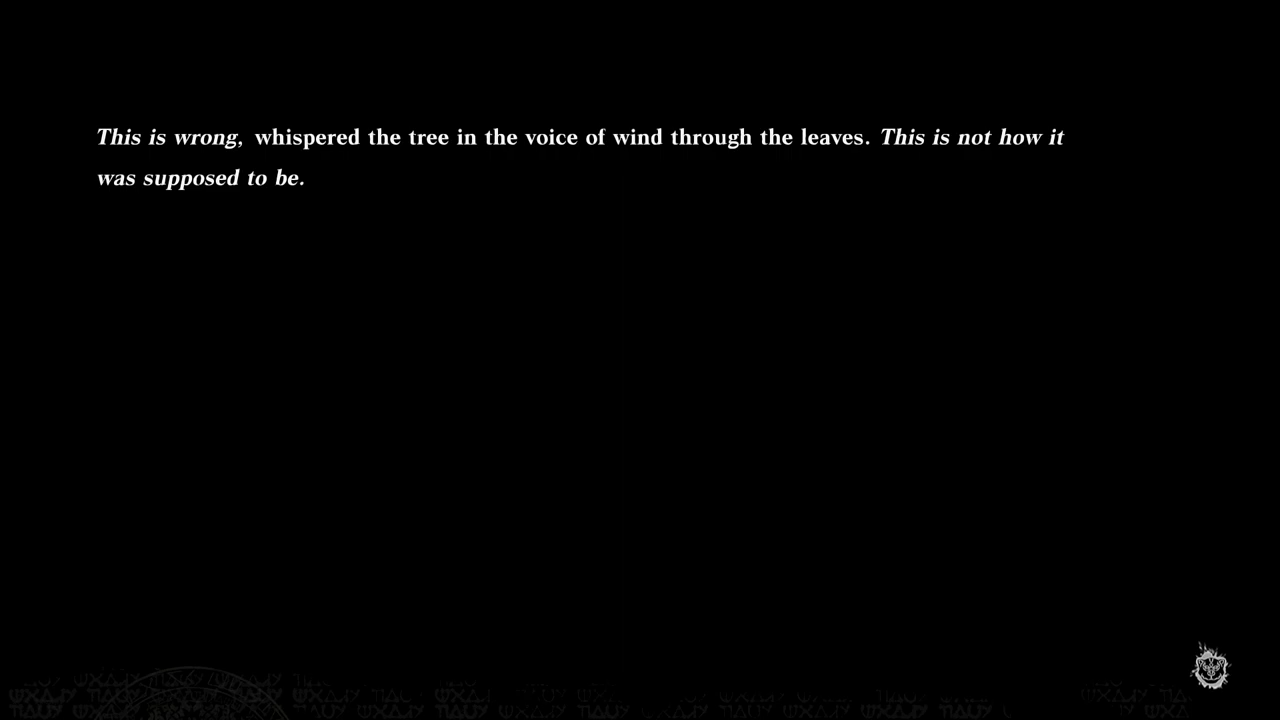 This is wrong, whispered the tree in the voice of wind through the leaves. This is not how it
was supposed to be.